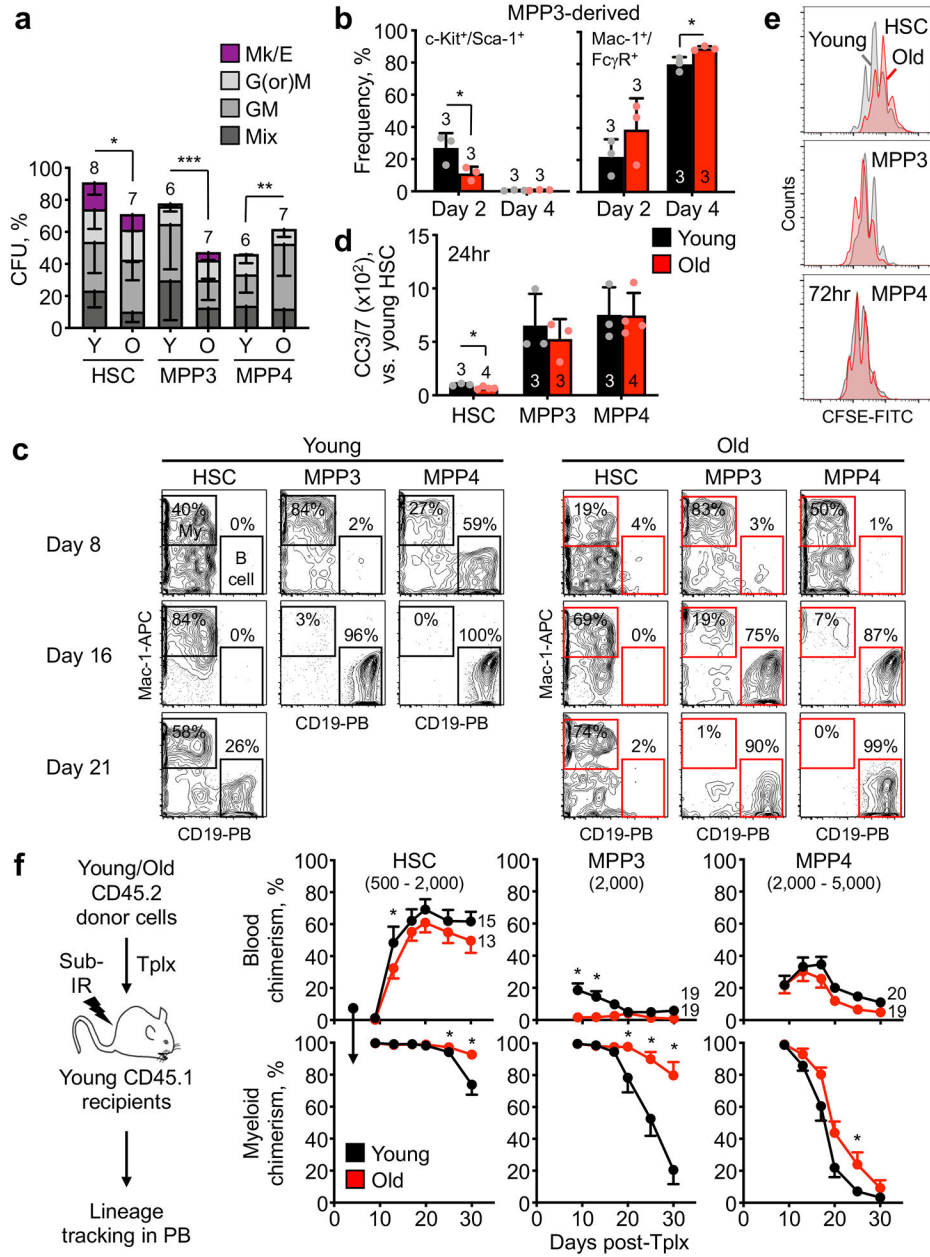 a
Mk/E
G(or)M
GM
Mix
CFU, %
100
80
60
40
20
0
8
*
7
6
***
7
6
**
7
Y O Y O Y O
HSC MPP3 MPP4
b
MPP3-derived
c-Kit⁺/Sca-1⁺
Mac-1⁺/
FcγR⁺
Frequency, %
100
80
60
40
20
0
3
*
3
3 3
3
3
*
3
3
Day 2 Day 4
Day 2 Day 4
d
Young
Old
24hr
CC3/7 (x10²),
vs. young HSC
15
10
5
0
3
*
4
3 3
3 4
HSC MPP3 MPP4
e
HSC
Young
Old
MPP3
Counts
72hr MPP4
CFSE-FITC
c
Young Old
HSC MPP3 MPP4 HSC MPP3 MPP4
Day 8
40%
My
0%
B
cell
84%
2%
27%
59%
19%
4%
83%
3%
50%
1%
Day 16
84%
0%
3%
96%
0%
100%
69%
0%
19%
75%
7%
87%
Mac-1-APC
Mac-1-APC
CD19-PB CD19-PB
Day 21
58%
26%
74%
2%
1%
90%
0%
99%
CD19-PB
CD19-PB CD19-PB CD19-PB
f
Young/Old
CD45.2
donor cells
Sub-
IR
Tplx
Young CD45.1
recipients
Lineage
tracking in PB
HSC
(500 - 2,000)
MPP3
(2,000)
MPP4
(2,000 - 5,000)
Blood
chimerism, %
100
80
60
40
20
0
*
15
13
* *
19
19
20
19
Myeloid
chimerism, %
100
80
60
40
20
0
* *
* * *
*
Young
Old
0 10 20 30
0 10 20 30
0 10 20 30
Days post-Tplx